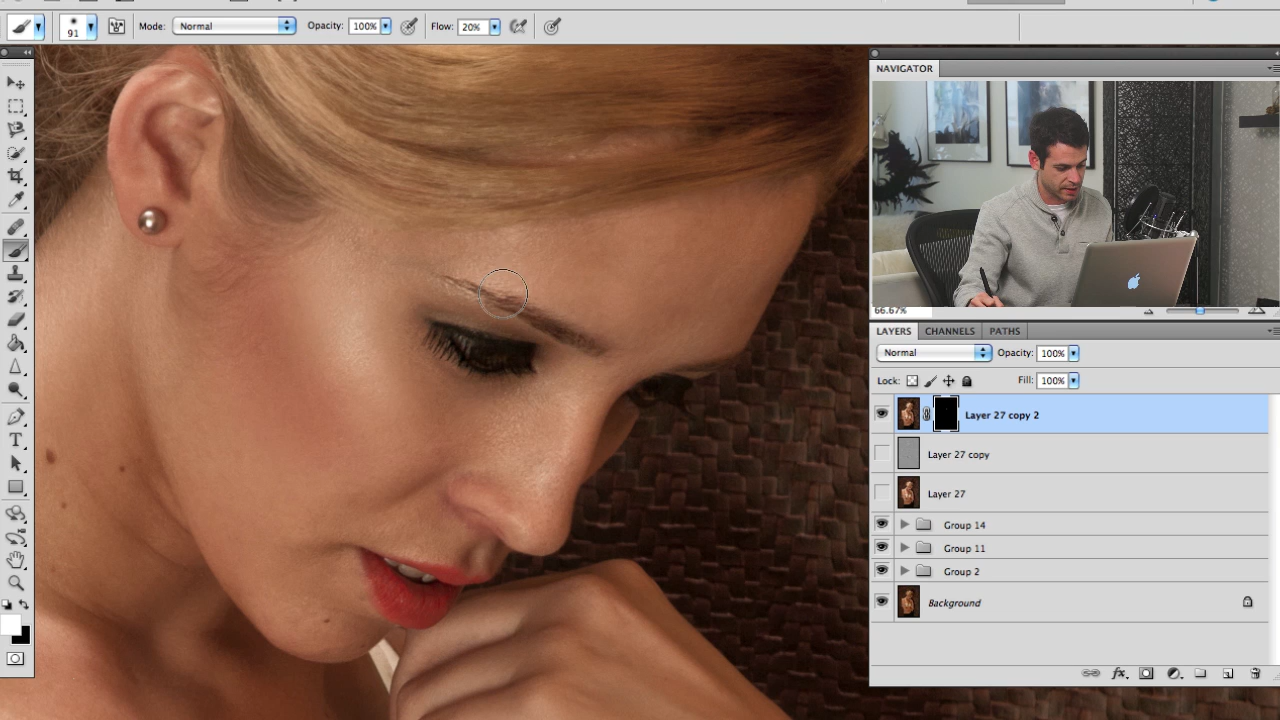 91
Mode: Normal
Opacity: 100%
Flow: 20%
NAVIGATOR
66.67%
LAYERS CHANNELS PATHS
Normal
Opacity: 100%
Lock:
Fill: 100%
Layer 27 copy 2
Layer 27 copy
Layer 27
Group 14
Group 11
Group 2
Background
T
fx